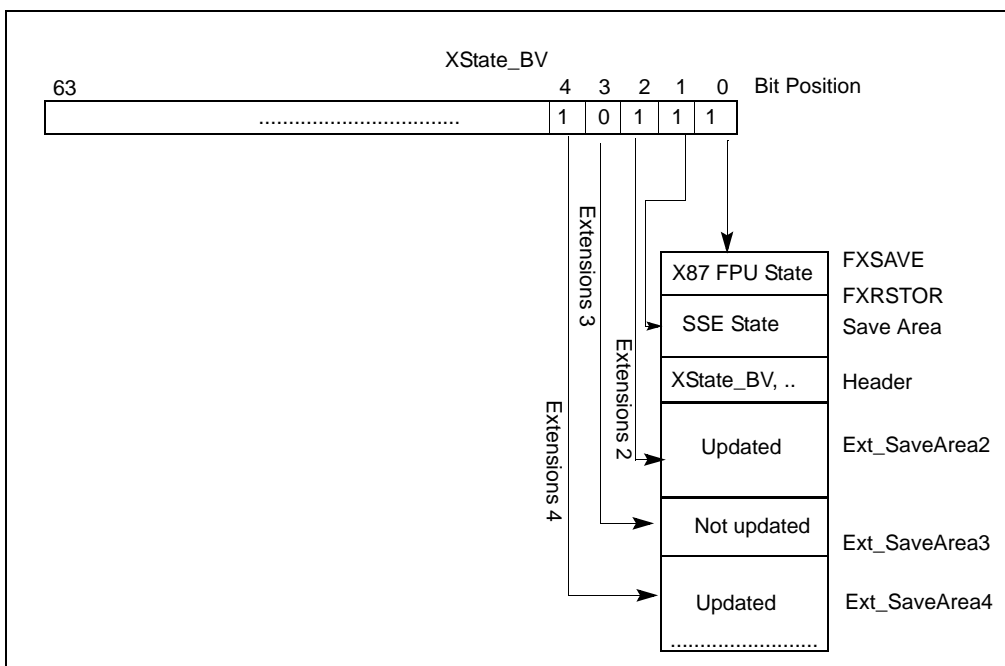 XState_BV
63 4 3 2 1 0 Bit Position
................................. 1 0 1 1 1
Extensions 3
Extensions 2
Extensions 4
X87 FPU State
FXSAVE
FXRSTOR
SSE State
Save Area
XState_BV, ..
Header
Updated
Ext_SaveArea2
Not updated
Ext_SaveArea3
Updated
Ext_SaveArea4
.........................